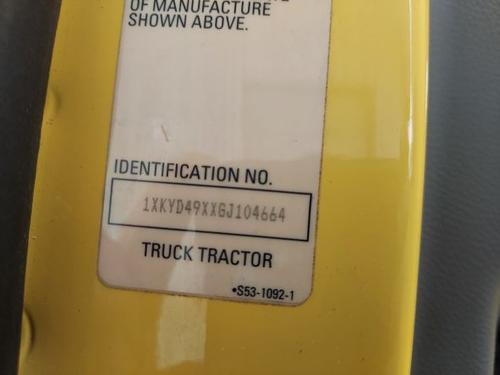 OF MANUFACTURE
SHOWN ABOVE.
IDENTIFICATION NO.
1XKYD49XXGJ104664
TRUCK TRACTOR
•S53-1092-1